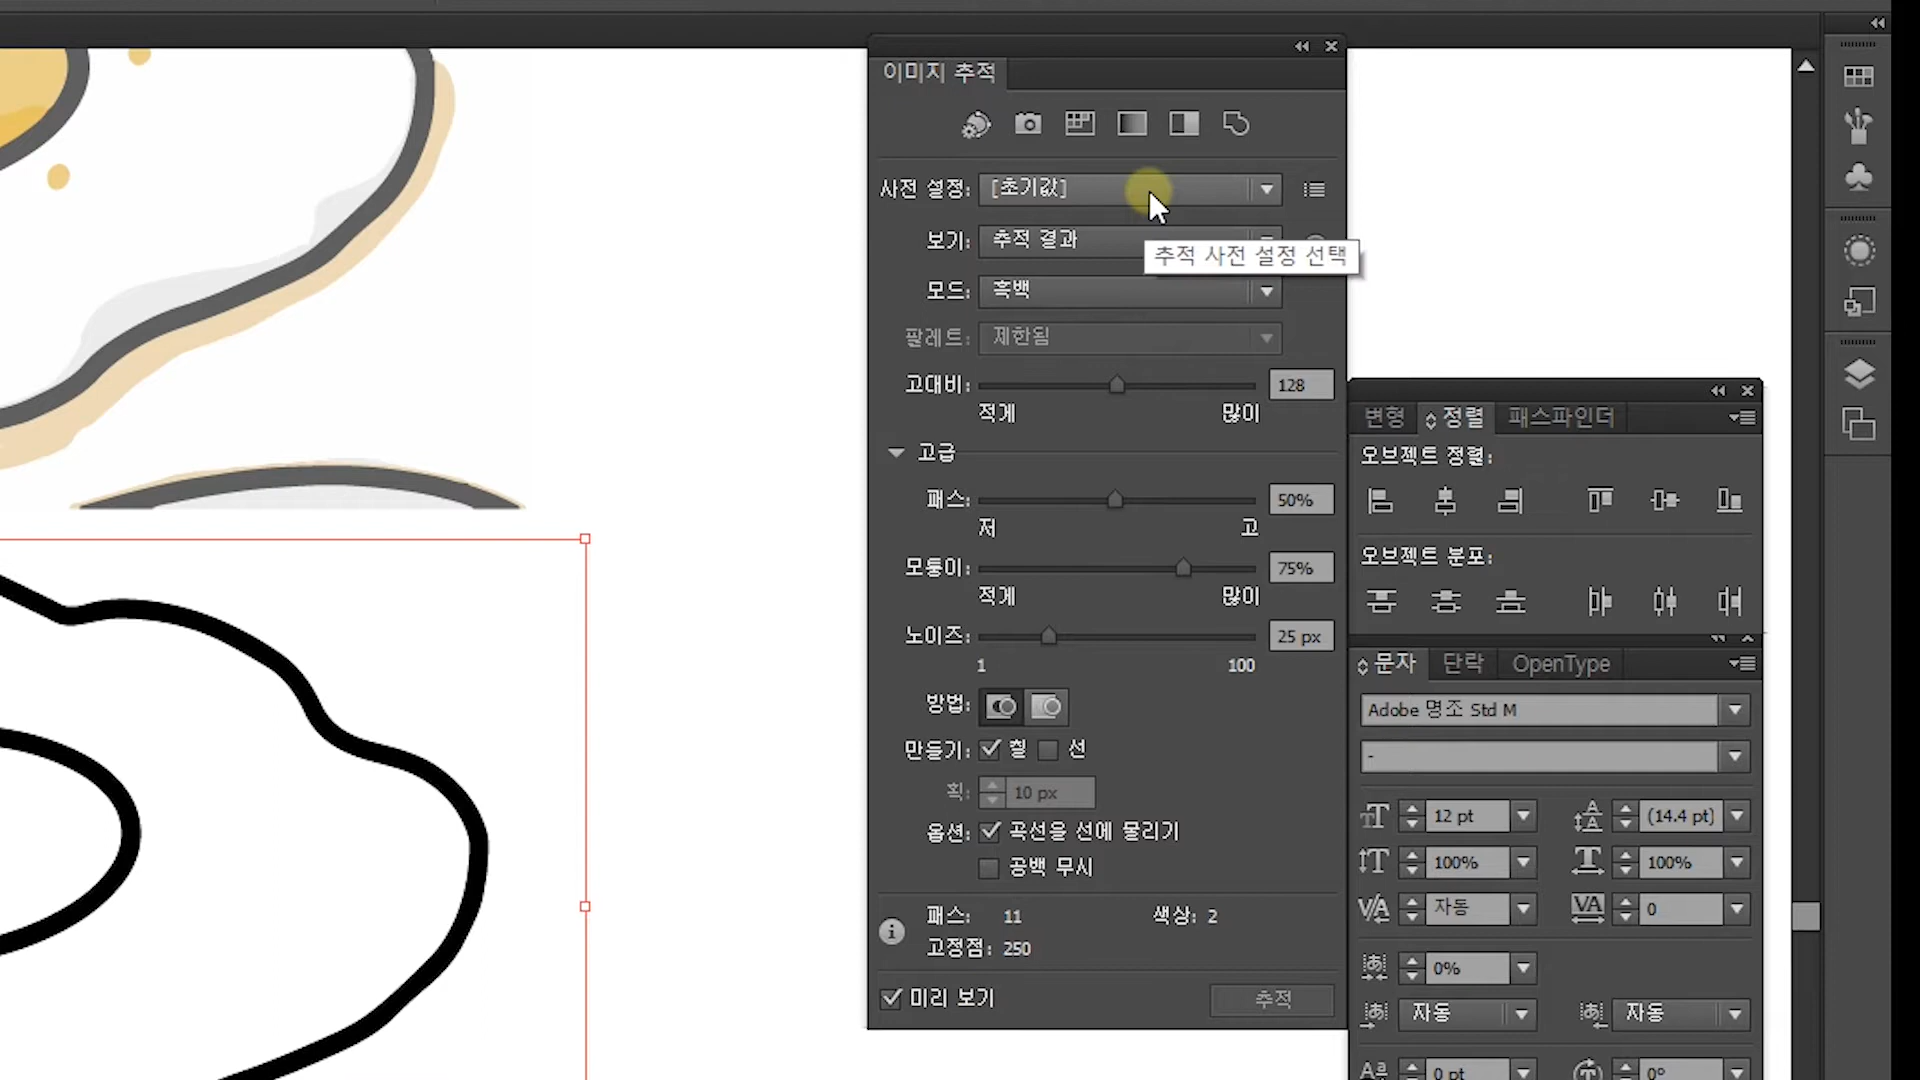 이미지 추적
사전 설정: [초기값]
보기: 추적 결과
추적 사전 설정 선택
모드: 흑백
팔레트: 제한됨
고대비: 128
적게 많이
고급
패스: 50%
저 고
모퉁이: 75%
적게 많이
노이즈: 25 px
1 100
방법:
만들기: 칠 선
획: 10 px
옵션: 곡선을 선에 물리기
공백 무시
패스: 11 색상: 2
고정점: 250
미리 보기 추적
변형 정렬 패스파인더
오브젝트 정렬:
오브젝트 분포:
문자 단락 OpenType
Adobe 명조 Std M
-
12 pt (14.4 pt)
100% 100%
자동 0
0%
자동 자동
0 pt 0°